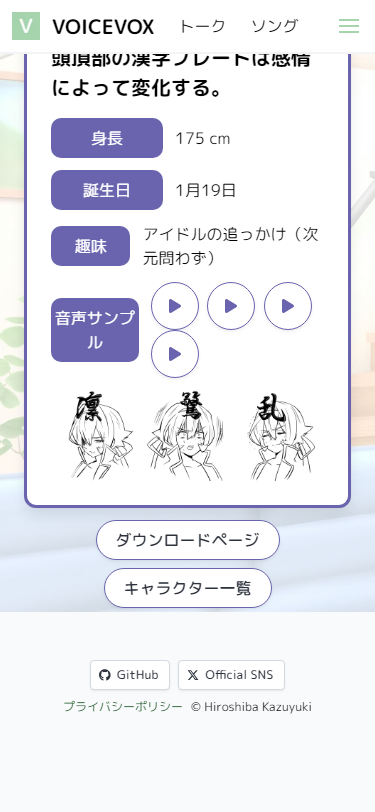 V VOICEVOX トーク ソング
頭頂部の漢字プレートは感情
によって変化する。
身長 175 cm
誕生日 1月19日
趣味 アイドルの追っかけ（次
元問わず）
音声サンプ
ル
凛 驚 乱
ダウンロードページ
キャラクター一覧
GitHub Official SNS
プライバシーポリシー © Hiroshiba Kazuyuki